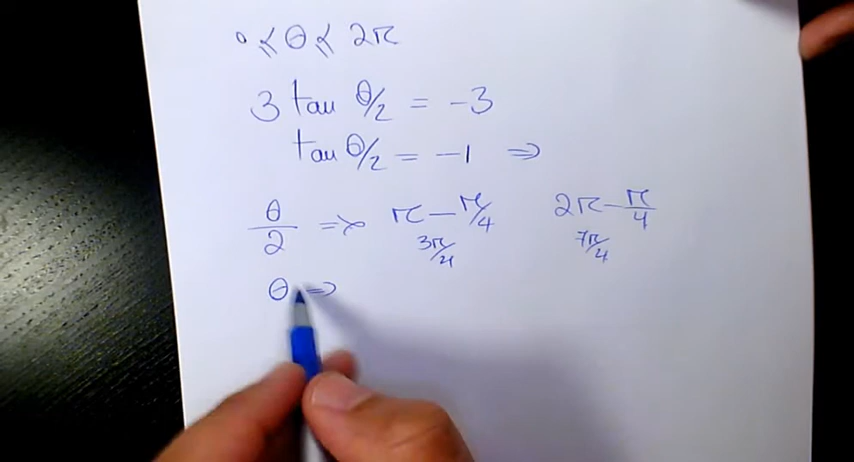 0 ≤ θ ≤ 2π
3 tan θ/2 = -3
tan θ/2 = -1 ⇒
θ/2 ⇒ π - π/4 2π - π/4
3π/4 7π/4
θ ⇒